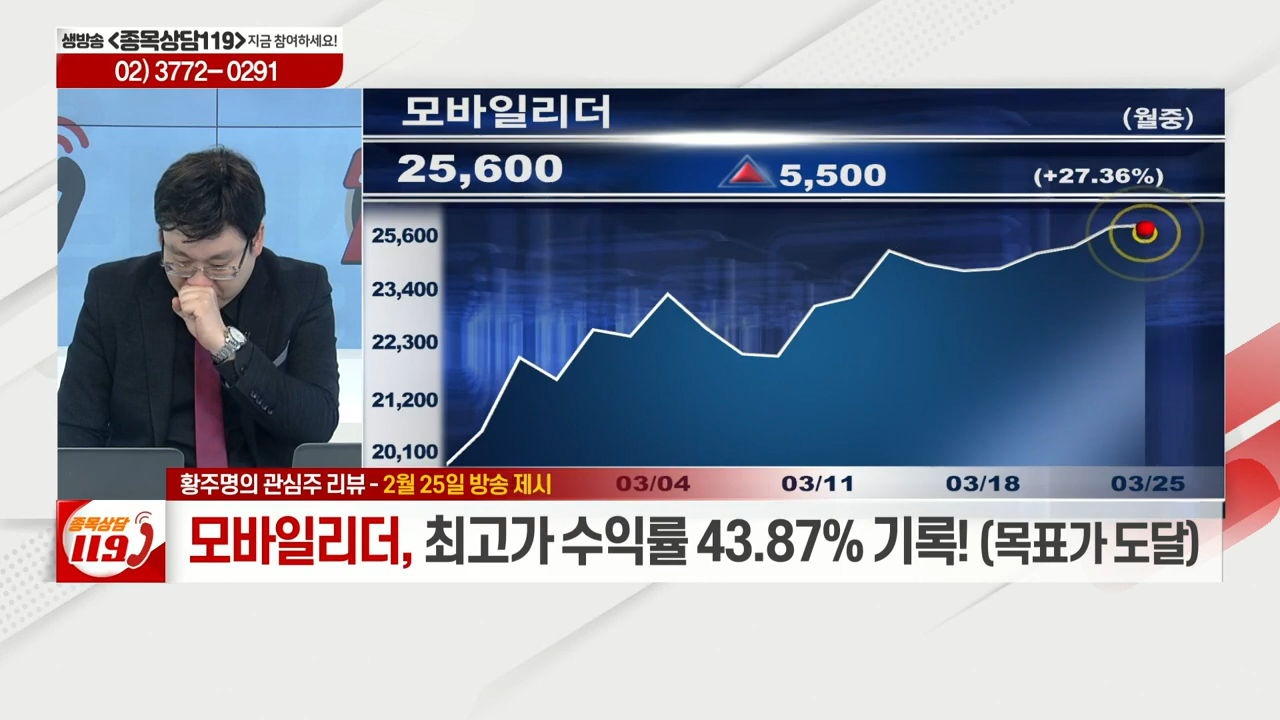 생방송 <종목상담119> 지금 참여하세요!
02) 3772-0291
모바일리더
(월중)
25,600
5,500
(+27.36%)
25,600
23,400
22,300
21,200
20,100
03/04
03/11
03/18
03/25
황주명의 관심주 리뷰 - 2월 25일 방송 제시
종목상담
119
모바일리더, 최고가 수익률 43.87% 기록! (목표가 도달)